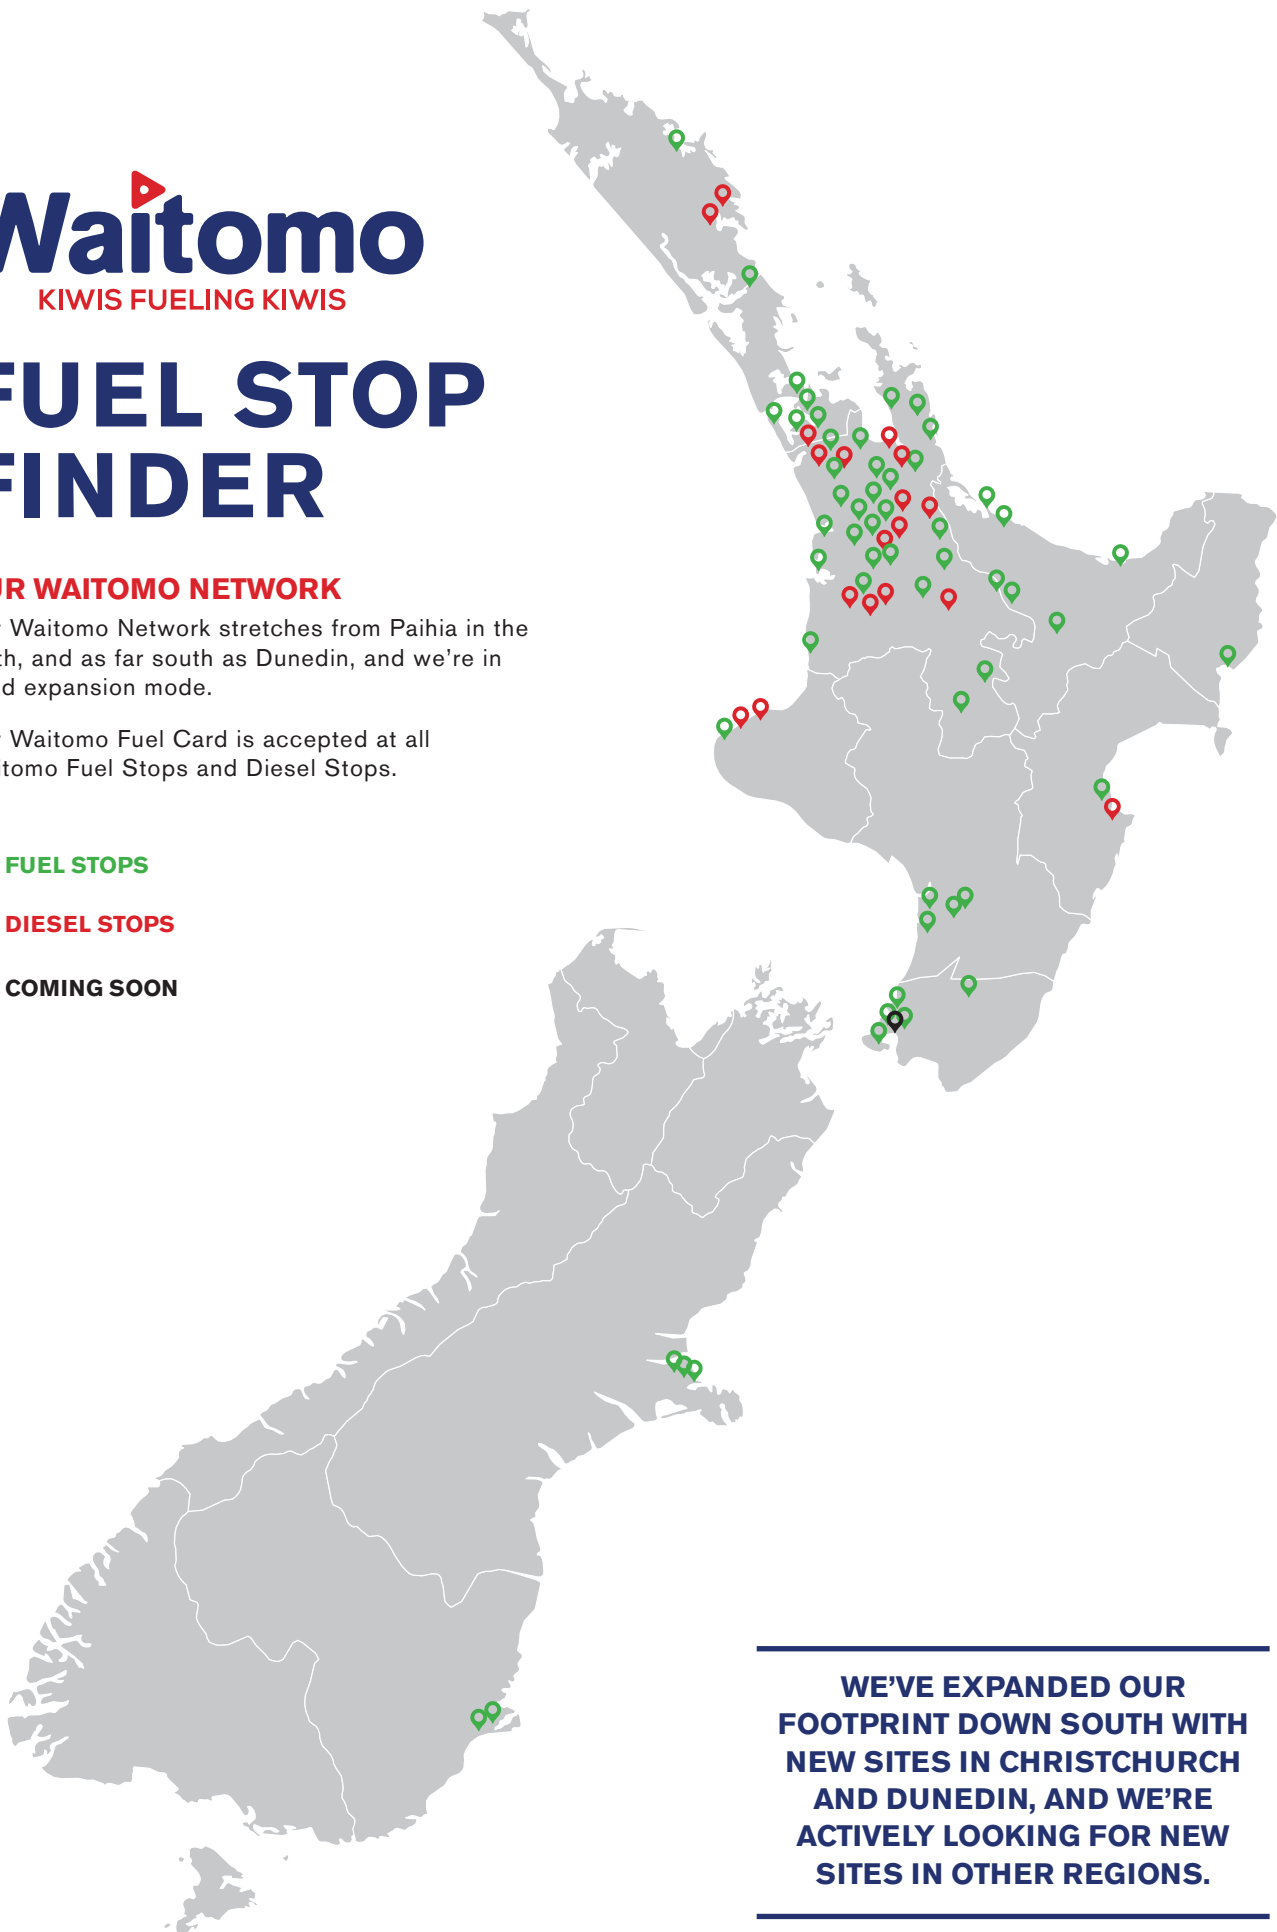 Waitomo
KIWIS FUELING KIWIS
FUEL STOP
FINDER
R WAITOMO NETWORK
Waitomo Network stretches from Paihia in the
and as far south as Dunedin, and we're in
expansion mode.
Waitomo Fuel Card is accepted at all
Fuel Stops and Diesel Stops.
FUEL STOPS
DIESEL STOPS
COMING SOON
WE'VE EXPANDED OUR
FOOTPRINT DOWN SOUTH WITH
NEW SITES IN CHRISTCHURCH
AND DUNEDIN, AND WE'RE
ACTIVELY LOOKING FOR NEW
SITES IN OTHER REGIONS.